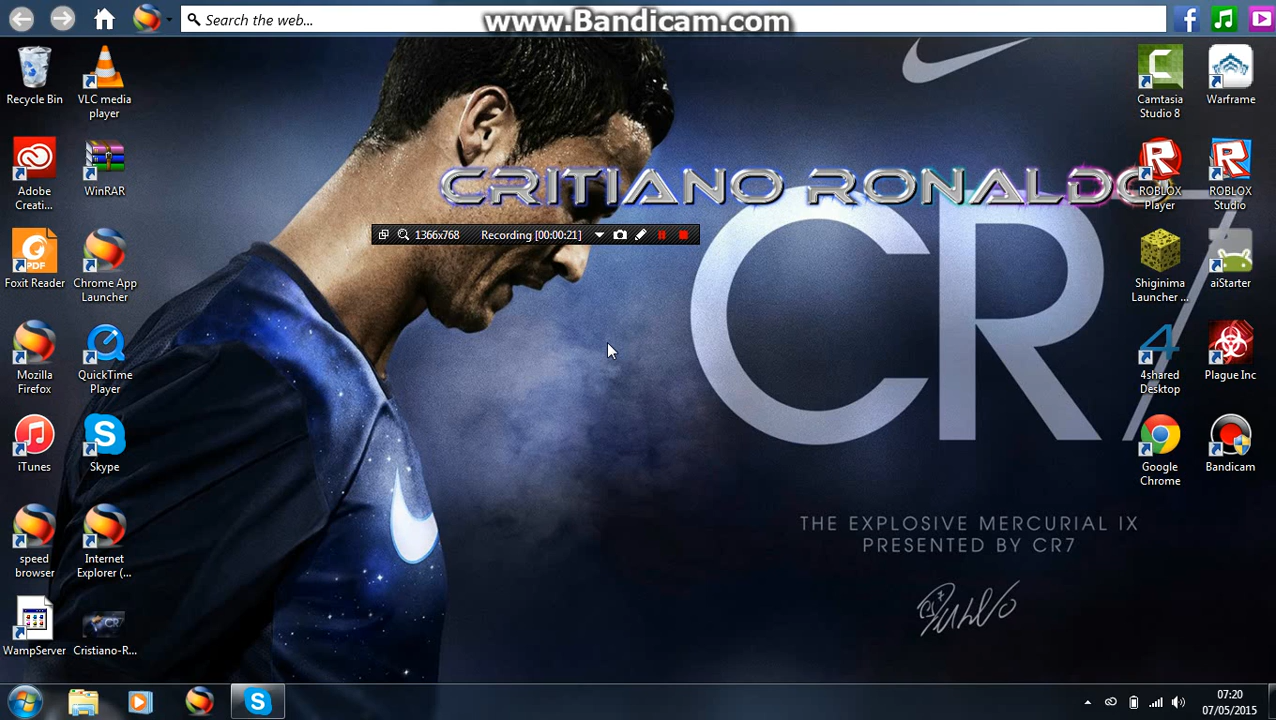 Search the web...
www.Bandicam.com
Recycle Bin
VLC media
player
Adobe
Creati...
WinRAR
Foxit Reader
Chrome App
Launcher
Mozilla
Firefox
QuickTime
Player
iTunes
Skype
speed
browser
Internet
Explorer (...
WampServer
Cristiano-R...
CRITIANO RONALDO
1366x768
Recording [00:00:21]
CR7
THE EXPLOSIVE MERCURIAL IX
PRESENTED BY CR7
Camtasia
Studio 8
Warframe
ROBLOX
Player
ROBLOX
Studio
Shiginima
Launcher ...
aiStarter
4shared
Desktop
Plague Inc
Google
Chrome
Bandicam
07:20
07/05/2015